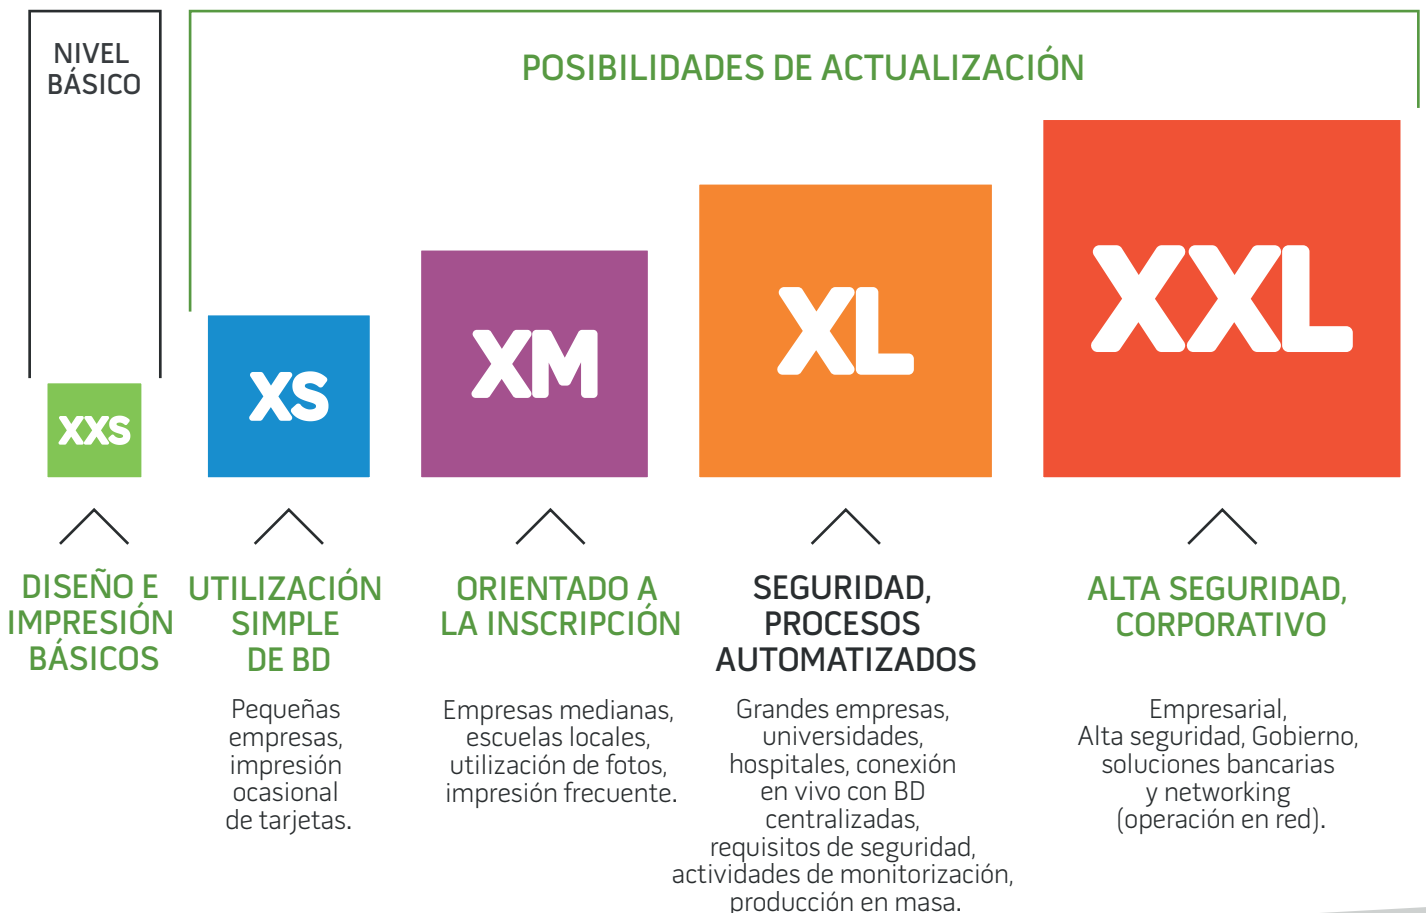 NIVEL
BÁSICO
POSIBILIDADES DE ACTUALIZACIÓN
XXS
XS
XM
XL
XXL
DISEÑO E
IMPRESIÓN
BÁSICOS
UTILIZACIÓN
SIMPLE
DE BD
Pequeñas
empresas,
impresión
ocasional
de tarjetas.
ORIENTADO A
LA INSCRIPCIÓN
Empresas medianas,
escuelas locales,
utilización de fotos,
impresión frecuente.
SEGURIDAD,
PROCESOS
AUTOMATIZADOS
Grandes empresas,
universidades,
hospitales, conexión
en vivo con BD
centralizadas,
requisitos de seguridad,
actividades de monitorización,
producción en masa.
ALTA SEGURIDAD,
CORPORATIVO
Empresarial,
Alta seguridad, Gobierno,
soluciones bancarias
y networking
(operación en red).